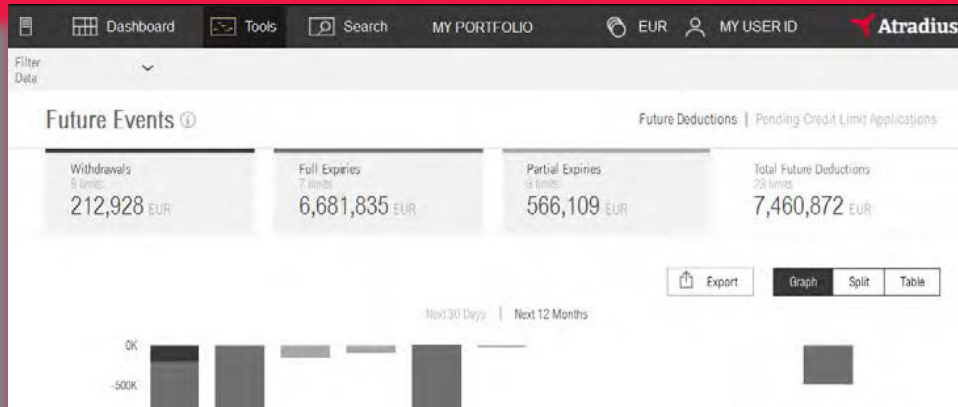 Dashboard Tools Search MY PORTFOLIO EUR MY USER ID Atradius
Filter
Data
Future Events
Future Deductions | Pending Credit Limit Applications
Withdrawals Full Expiries Partial Expiries Total Future Deductions
limits 7 limits limits 23 limits
212,928 EUR 6,681,835 EUR 566,109 EUR 7,460,872 EUR
Export Graph Split Table
Next 30 Days | Next 12 Months
0K
-500K